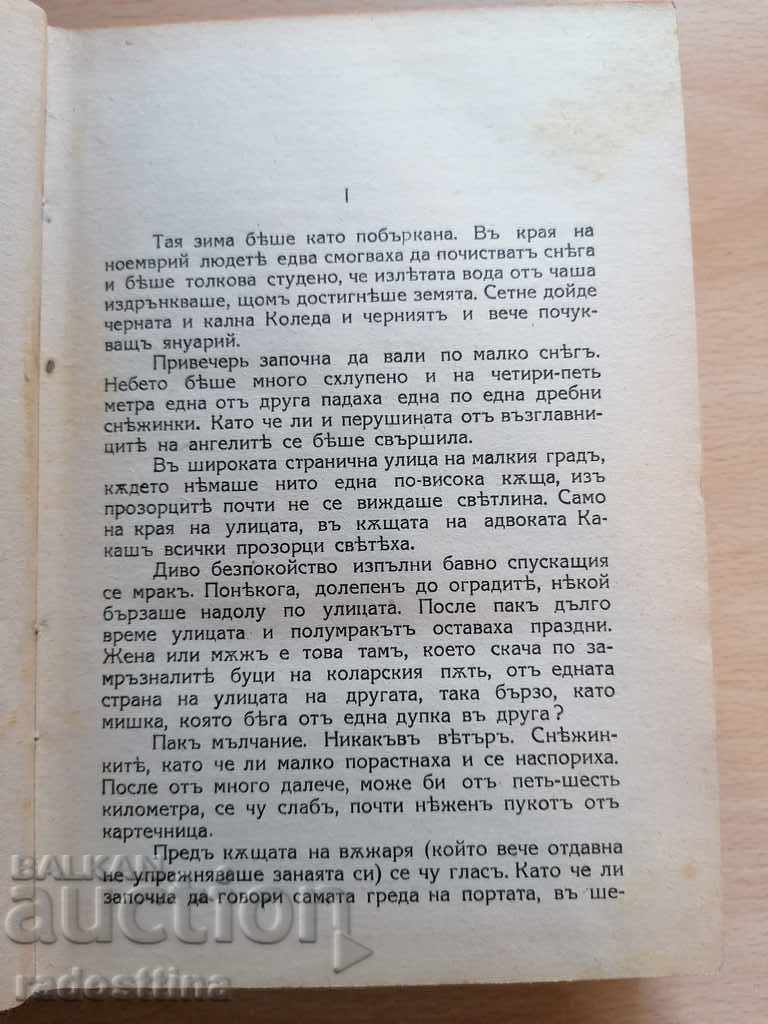 I
Тая зима бѣше като побъркана. Въ края на
ноемврий людетѣ едва смогваха да почистватъ снѣга
и бѣше толкова студено, че излѣтата вода отъ чаша
издрънкваше, щомъ достигнѣше земята. Сетне дойде
черната и кална Коледа и черниятъ и вече почук-
ващъ януарий.
Привечерь започна да вали по малко снѣгъ.
Небето бѣше много схлупено и на четири-петь
метра една отъ друга падаха една по една дребни
снѣжинки. Като че ли и перушината отъ възглавни-
цитѣ на ангелитѣ се бѣше свършила.
Въ широката странична улица на малкия градъ,
кѫдето нѣмаше нито една по-висока кѫща, изъ
прозорцитѣ почти не се виждаше свѣтлина. Само
на края на улицата, въ кѫщата на адвоката Ка-
кашъ всички прозорци свѣтѣха.
Диво безпокойство изпълни бавно спускащия
се мракъ. Понѣкога, долепенъ до оградитѣ, нѣкой
бързаше надолу по улицата. После пакъ дълго
време улицата и полумракътъ оставаха праздни.
Жена или мѫжъ е това тамъ, което скача по за-
мръзналитѣ буци на коларския пѫть, отъ едната
страна на улицата на другата, така бързо, като
мишка, която бѣга отъ една дупка въ друга?
Пакъ мълчание. Никакъвъ вѣтъръ. Снѣжин-
китѣ, като че ли малко порастнаха и се наспориха.
После отъ много далече, може би отъ петь-шесть
километра, се чу слабъ, почти нѣженъ пукотъ отъ
картечница.
Предъ кѫщата на вѫжаря (който вече отдавна
не упражняваше занаята си) се чу гласъ. Като че ли
започна да говори самата греда на портата, въ ше-
BALKAN
auction
radosttina